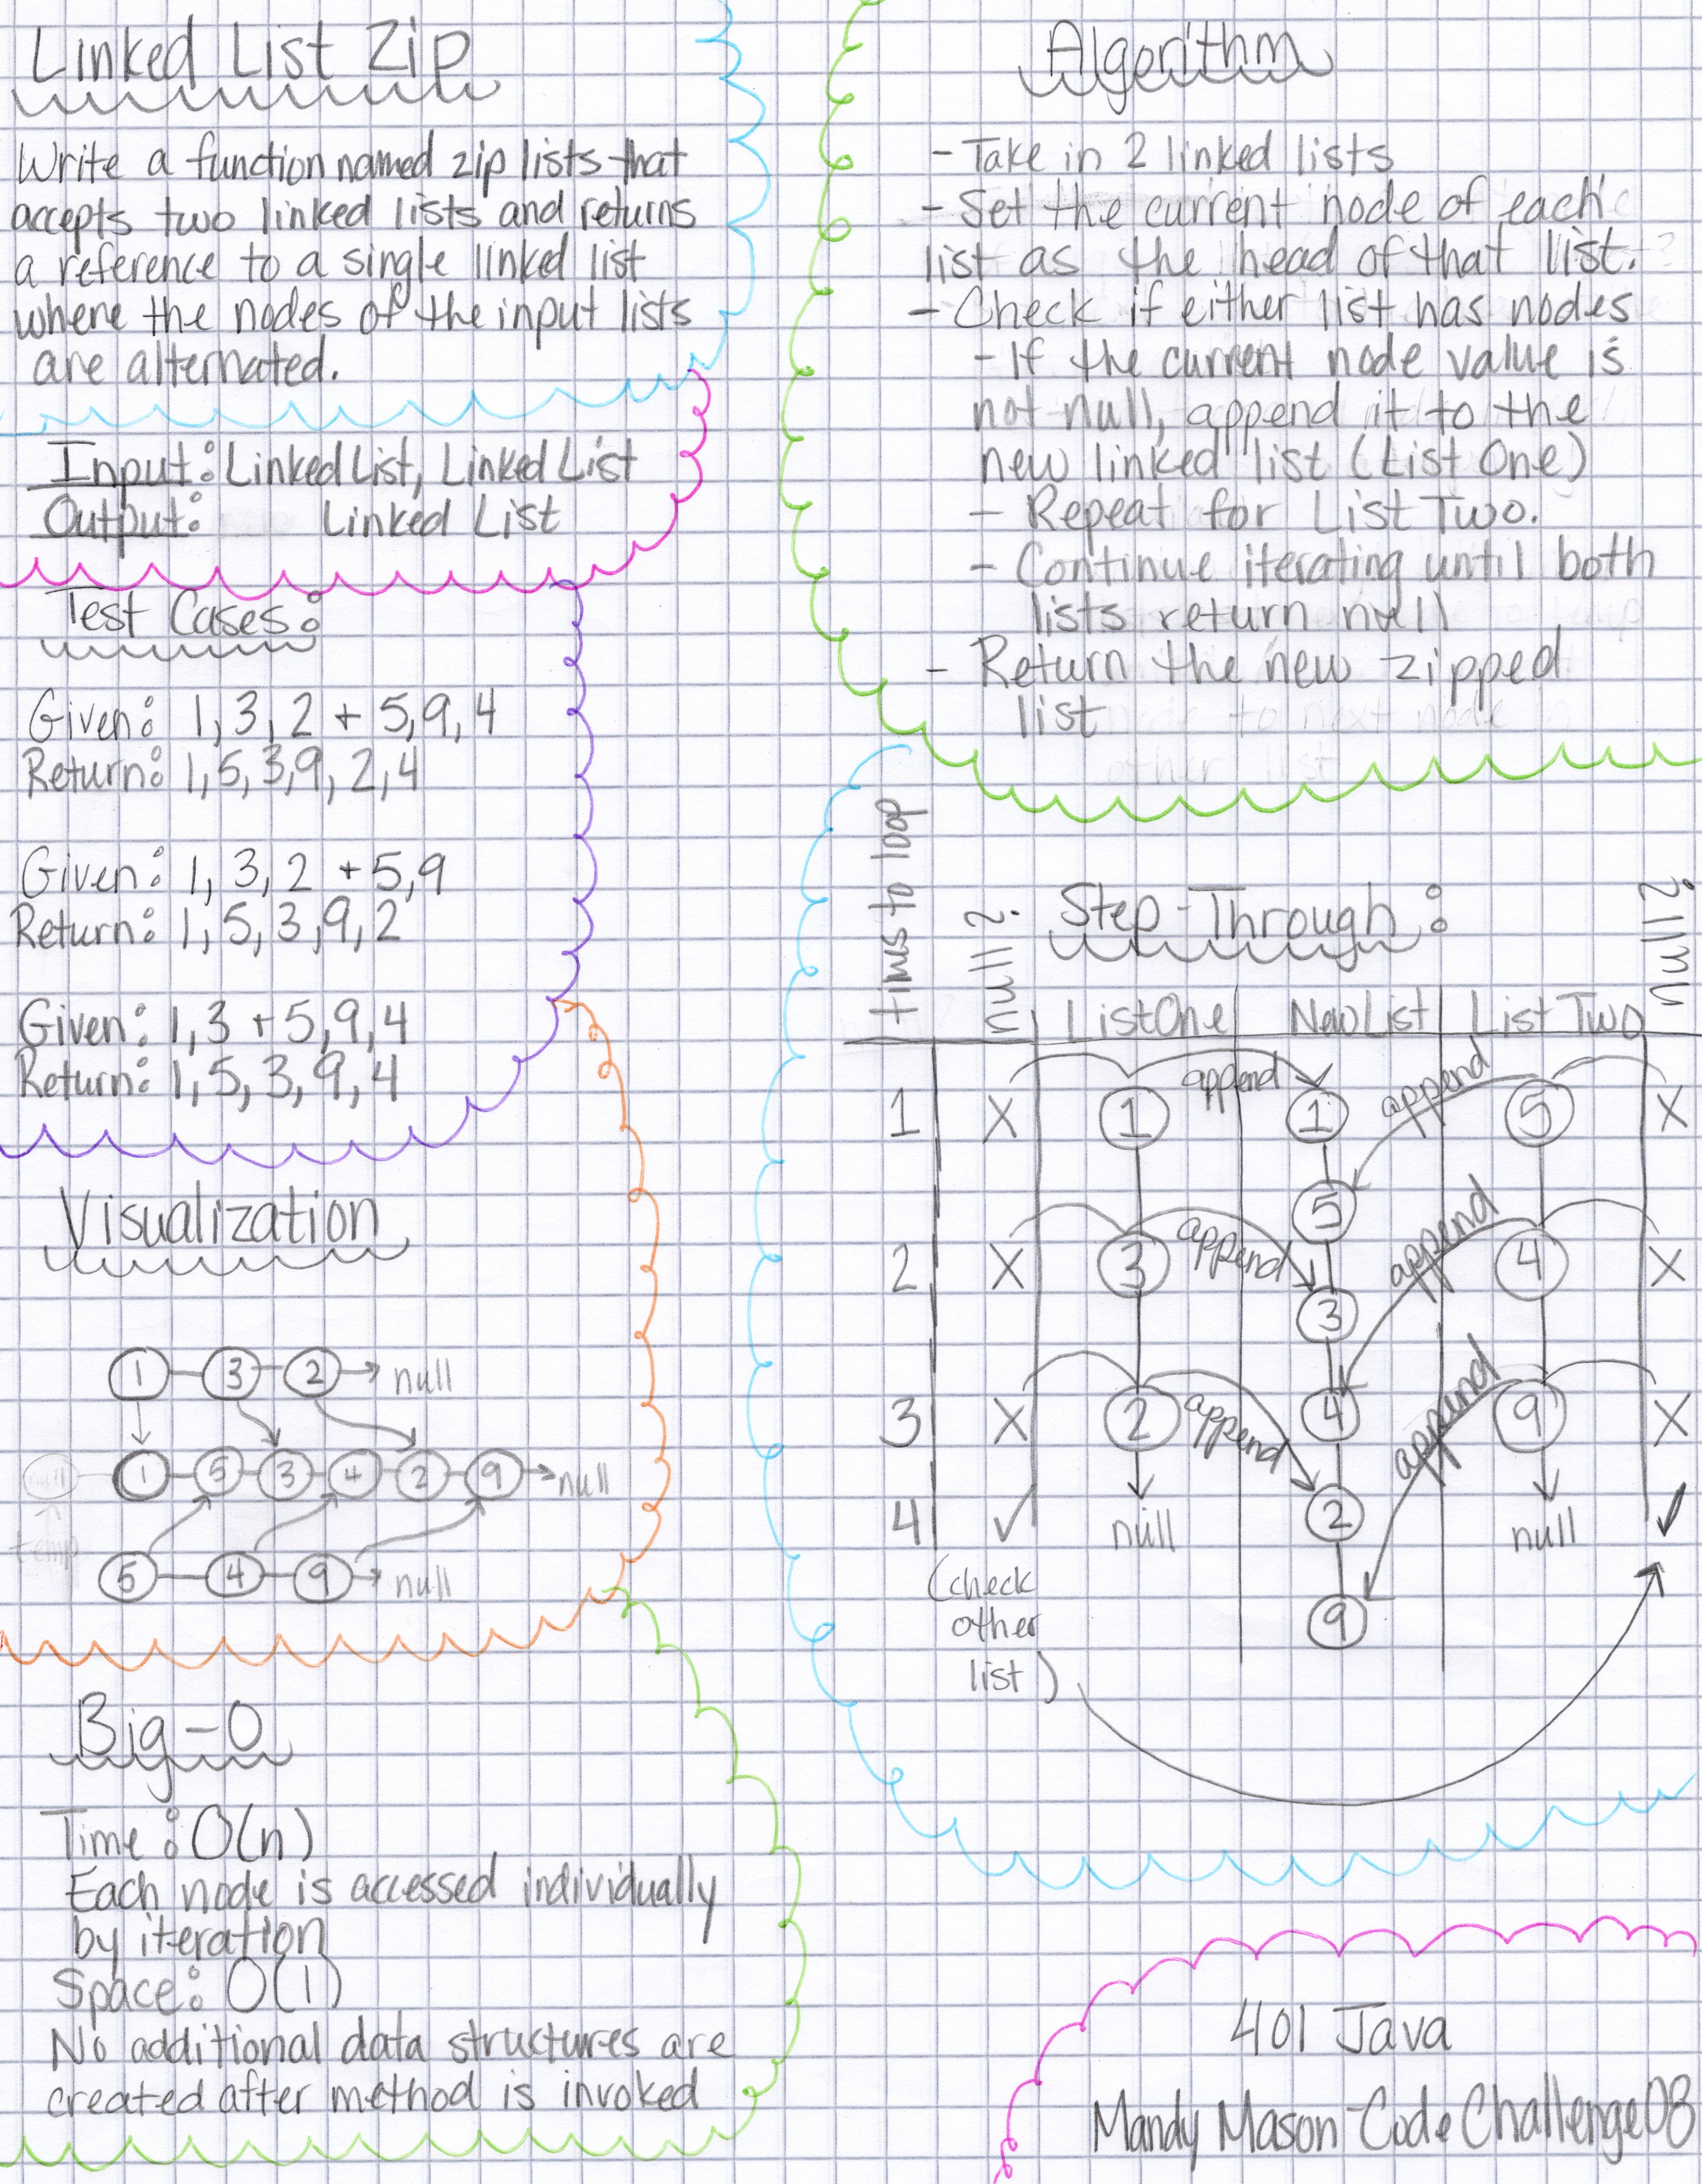 Linked List Zip
Write a function named zip lists that
accepts two linked lists and returns
a reference to a single linked list
where the nodes of the input lists
are alternated.
Input: Linked List, Linked List
Output: Linked List
Test Cases:
Given: 1,3,2 + 5,9,4
Return: 1,5,3,9,2,4
Given: 1,3,2 + 5,9
Return: 1,5,3,9,2
Given: 1,3 + 5,9,4
Return: 1,5,3,9,4
Visualization
1 3 2 null
null 1 5 3 4 2 9 null
temp
5 4 9 null
Big-O
Time: O(n)
Each node is accessed individually
by iteration
Space: O(1)
No additional data structures are
created after method is invoked
Algorithm
- Take in 2 linked lists
- Set the current node of each
list as the head of that list.
- Check if either list has nodes
- If the current node value is
not null, append it to the
new linked list (List One)
- Repeat for List Two.
- Continue iterating until both
lists return null
- Return the new zipped
list
Step-Through:
times to loop
null?
List One New List List Two
null?
1 X 1 append 1 append 5 X
5
2 X 3 append append 4 X
3
3 X 2 append 4 append 9 X
4 ✓ null 2 null ✓
(check
other
list)
9
401 Java
Mandy Mason - Code Challenge 08